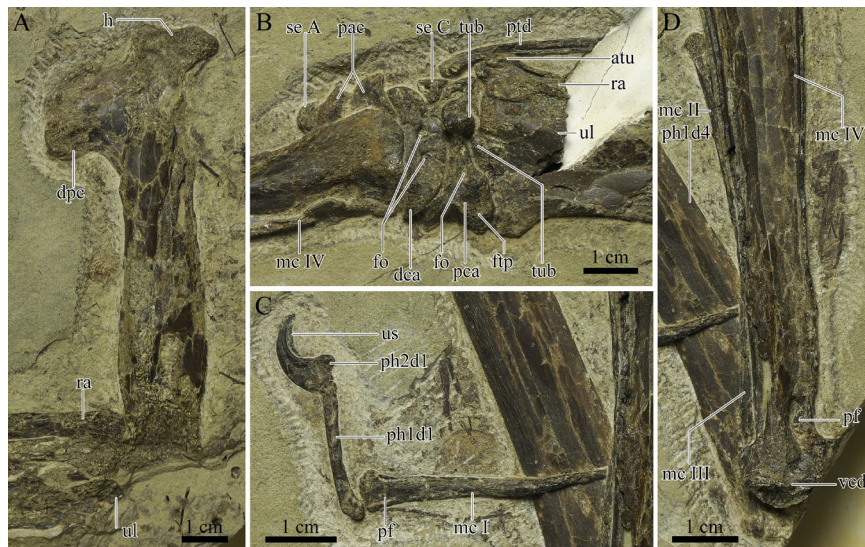 A
h
dpc
ra
ul
1 cm
B
se A
pac
se C
tub
ptd
atu
ra
ul
mc IV
fo
dca
fo
pca
ftp
tub
1 cm
C
us
ph2d1
ph1d1
pf
mc I
1 cm
D
mc II
ph1d4
mc IV
mc III
pf
vcd
1 cm